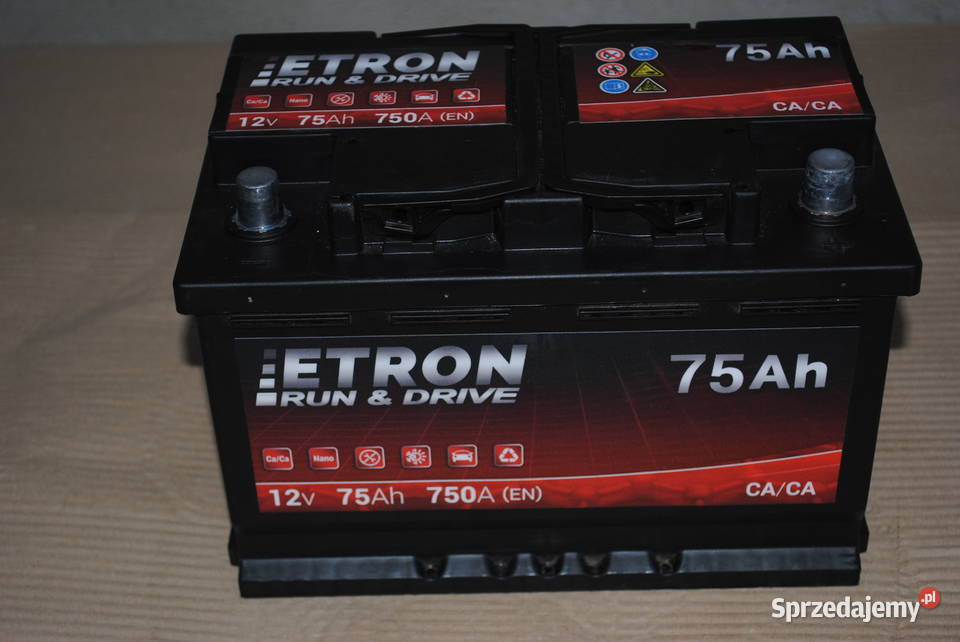 ETRON
RUN & DRIVE
Ca/Ca Nano
12V 75Ah 750A (EN)
75Ah
CA/CA
ETRON
RUN & DRIVE
75Ah
Ca/Ca Nano
12V 75Ah 750A (EN)
CA/CA
Sprzedajemy.pl